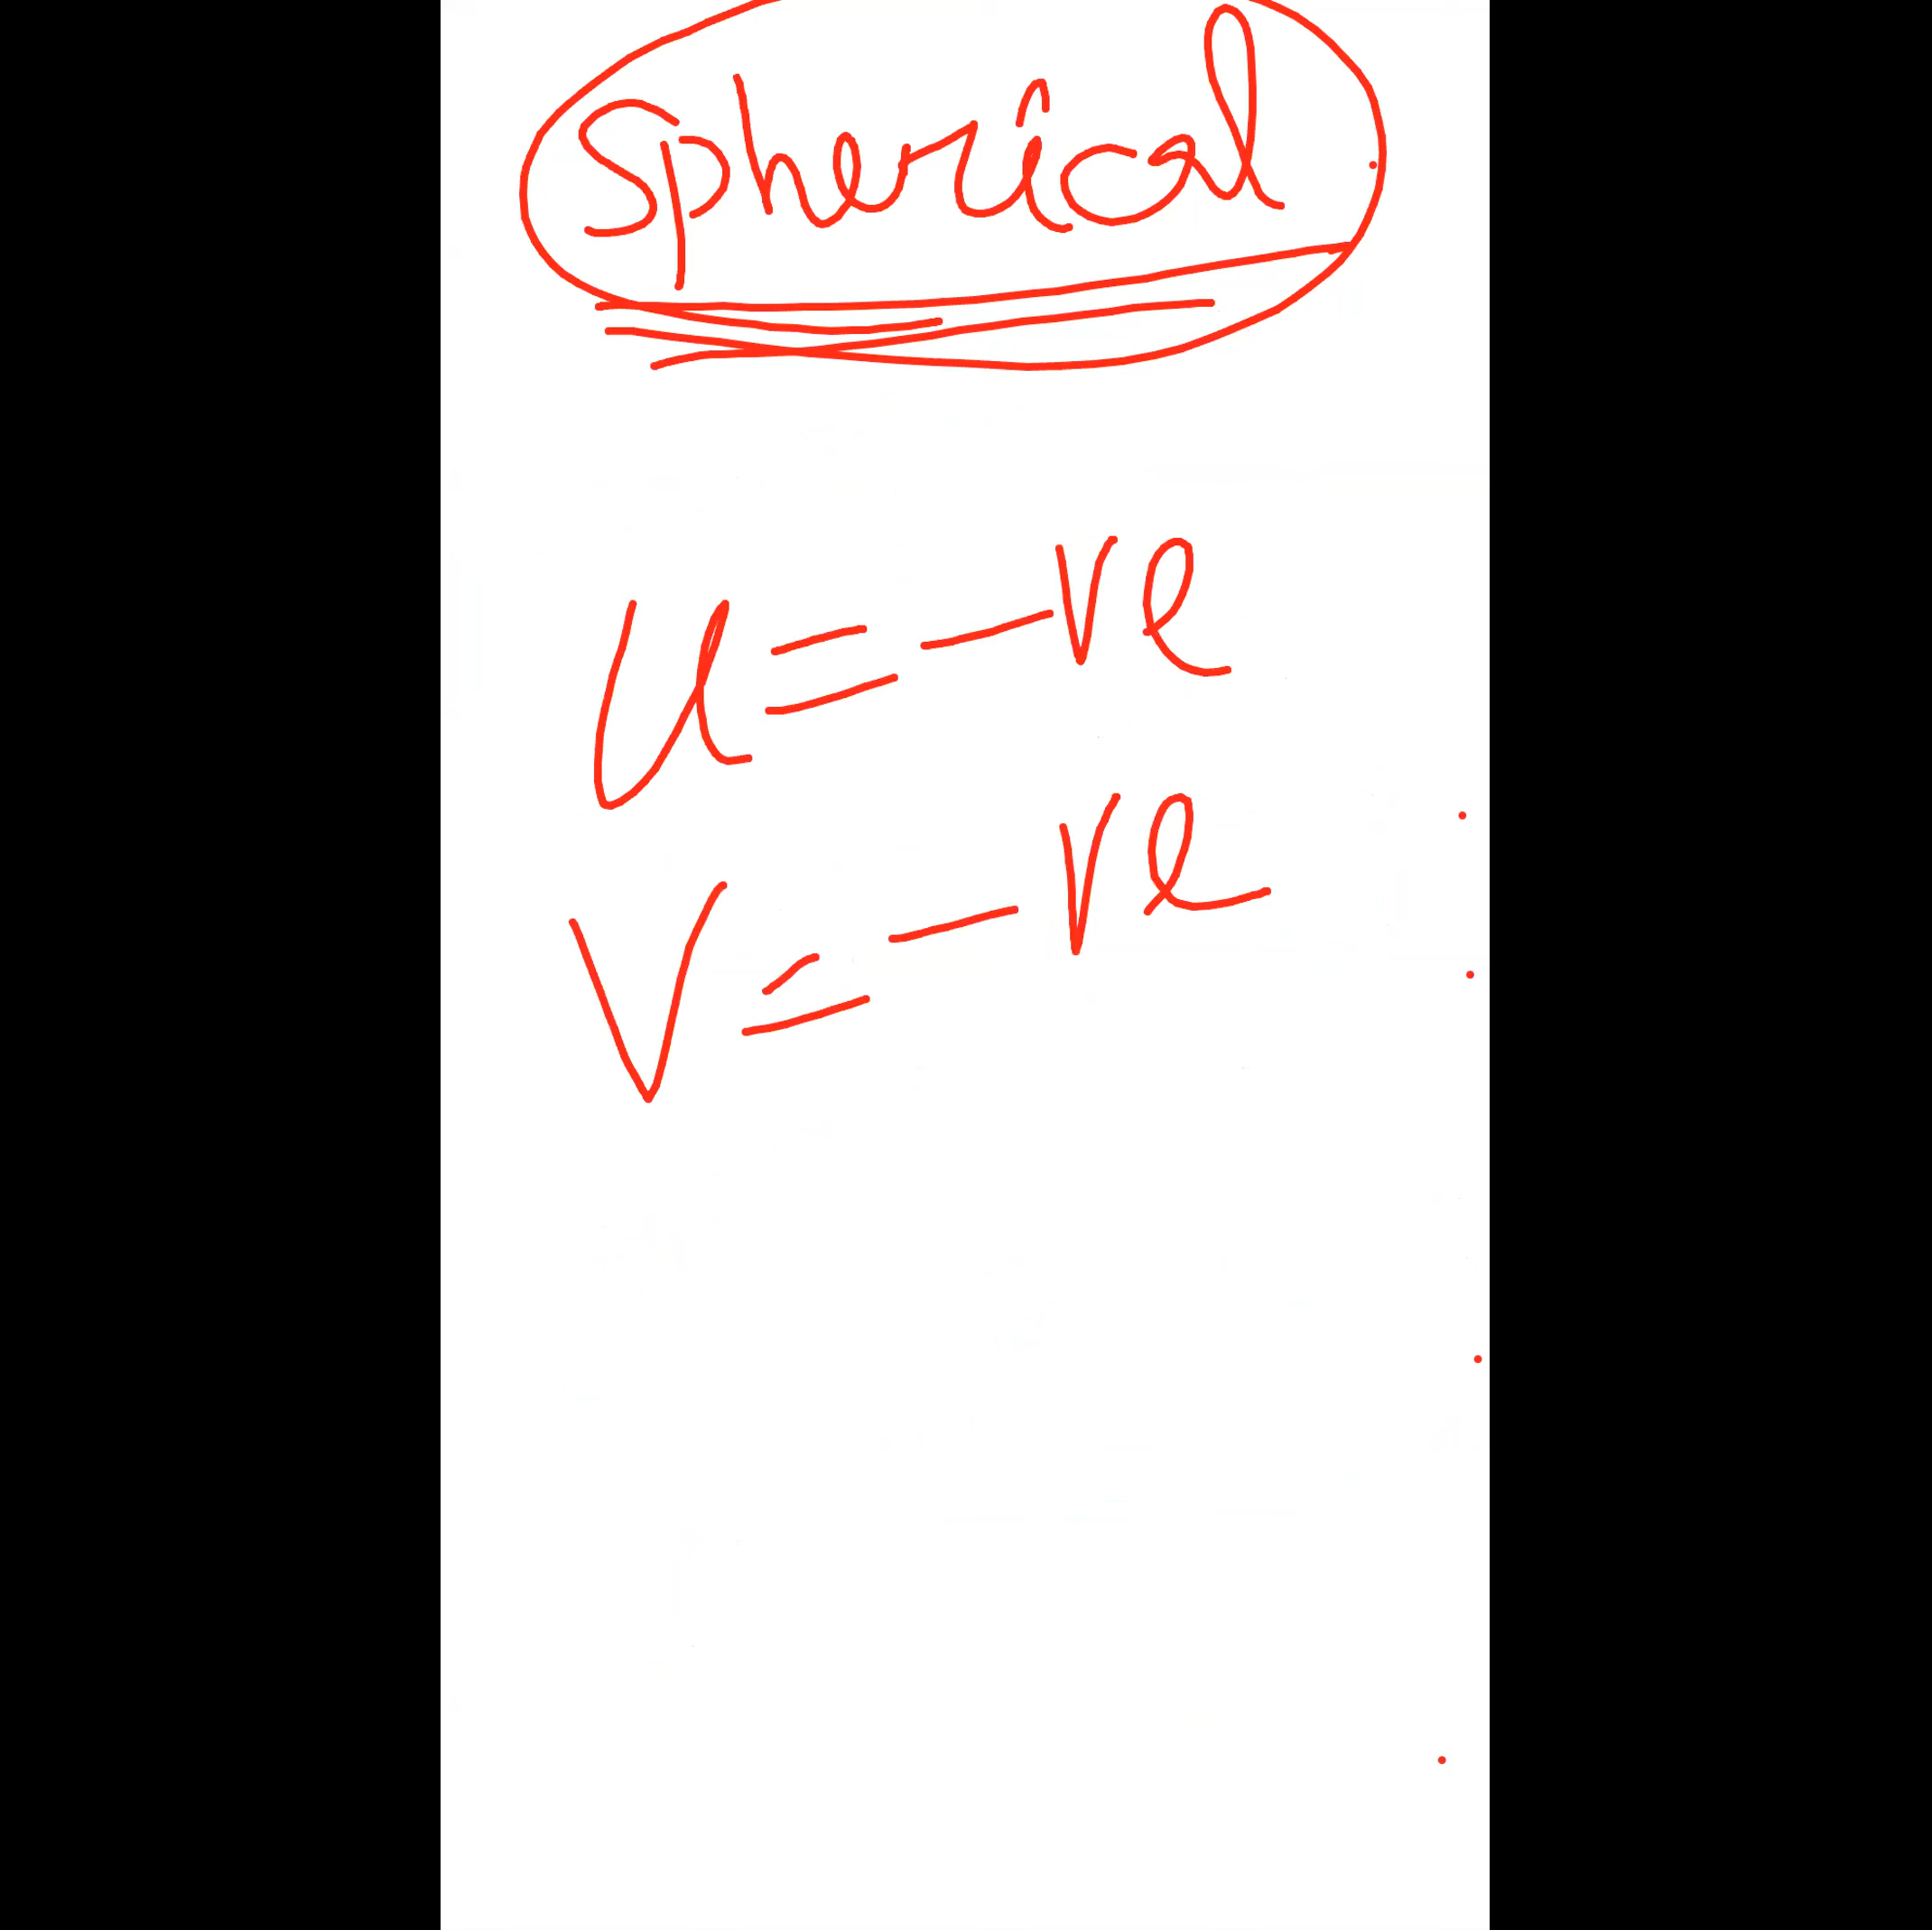 Spherical
u = -ve
V = -ve